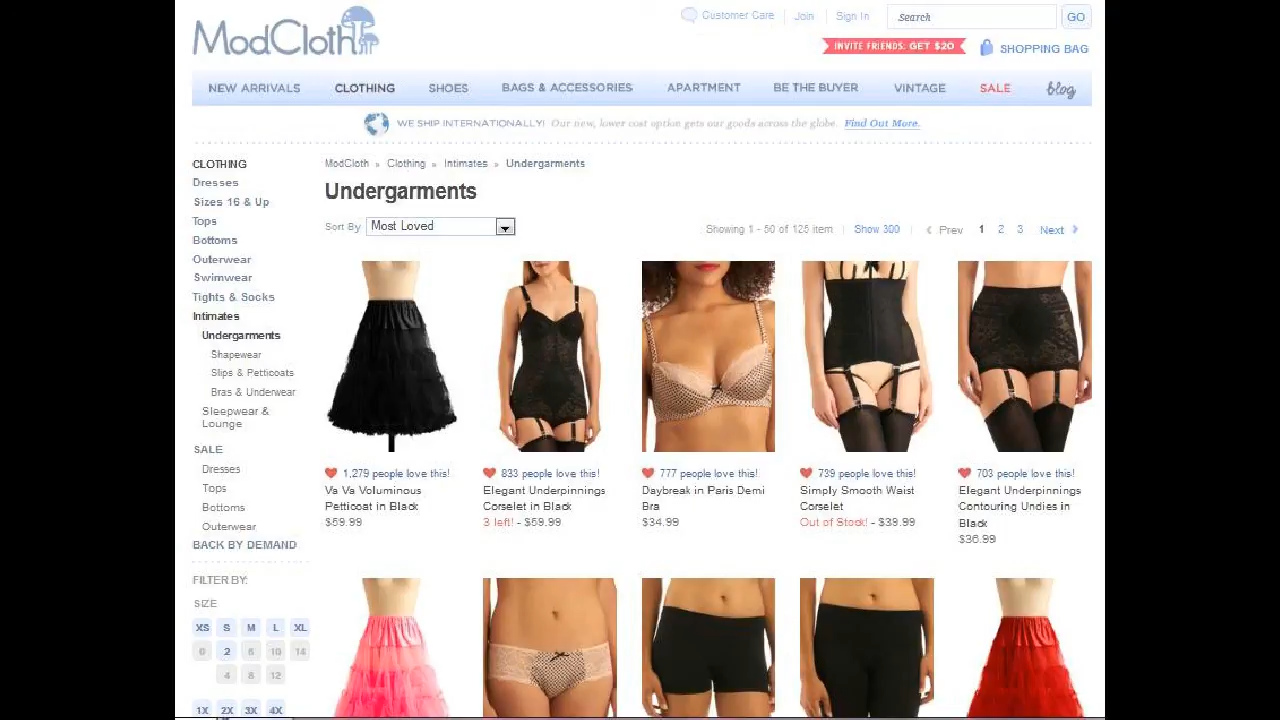 ModCloth
Customer Care
Join
Sign In
Search
GO
INVITE FRIENDS: GET $20
SHOPPING BAG
NEW ARRIVALS
CLOTHING
SHOES
BAGS & ACCESSORIES
APARTMENT
BE THE BUYER
VINTAGE
SALE
blog
WE SHIP INTERNATIONALLY! Our new, lower cost option gets our goods across the globe. Find Out More.
CLOTHING
Dresses
Sizes 16 & Up
Tops
Bottoms
Outerwear
Swimwear
Tights & Socks
Intimates
Undergarments
Shapewear
Slips & Petticoats
Bras & Underwear
Sleepwear &
Lounge
SALE
Dresses
Tops
Bottoms
Outerwear
BACK BY DEMAND
FILTER BY:
SIZE
XS S M L XL
0 2 6 10 14
4 8 12
1X 2X 3X 4X
ModCloth » Clothing » Intimates » Undergarments
Undergarments
Sort By Most Loved
Showing 1 - 50 of 125 item
Show 300
Prev 1 2 3 Next
1,279 people love this!
Va Va Voluminous
Petticoat in Black
$59.99
833 people love this!
Elegant Underpinnings
Corselet in Black
3 left! - $59.99
777 people love this!
Daybreak in Paris Demi
Bra
$34.99
739 people love this!
Simply Smooth Waist
Corselet
Out of Stock! - $39.99
703 people love this!
Elegant Underpinnings
Contouring Undies in
Black
$36.99